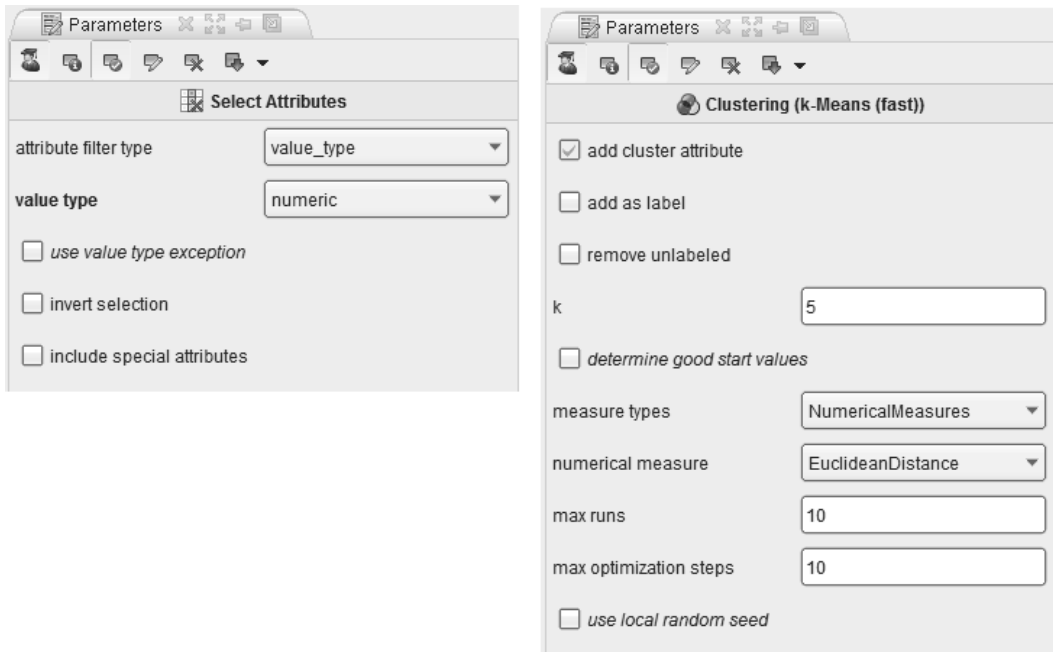 Parameters
Select Attributes
attribute filter type value_type
value type numeric
use value type exception
invert selection
include special attributes
Parameters
Clustering (k-Means (fast))
add cluster attribute
add as label
remove unlabeled
k 5
determine good start values
measure types NumericalMeasures
numerical measure EuclideanDistance
max runs 10
max optimization steps 10
use local random seed